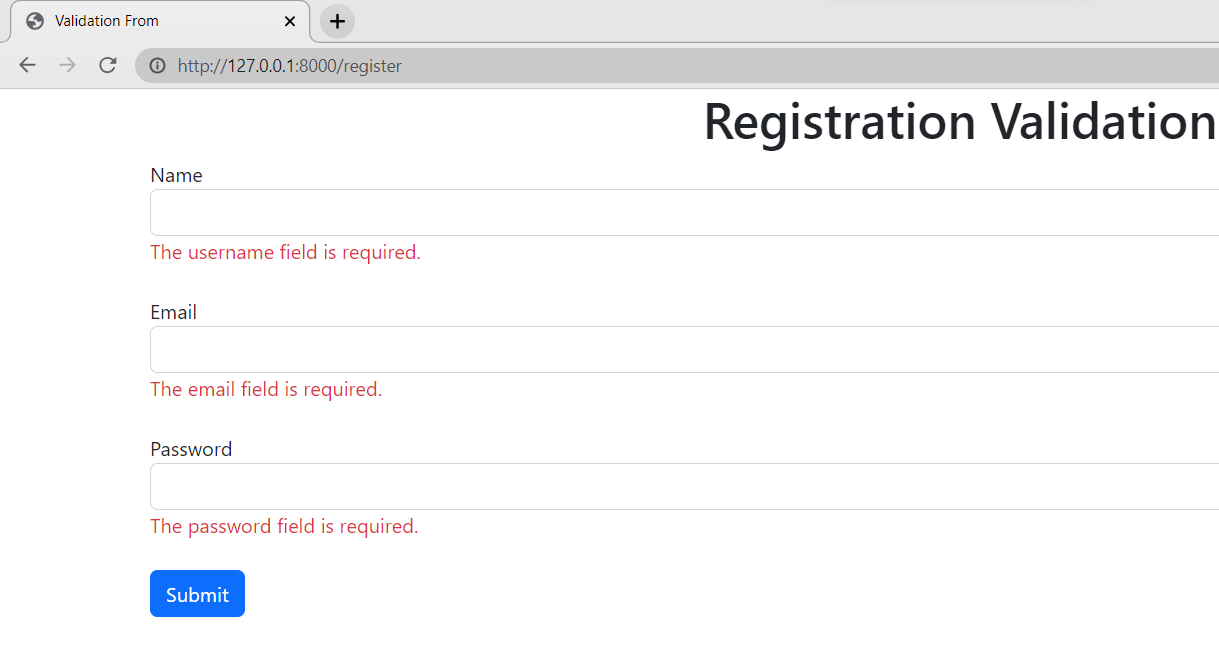 Validation From
http://127.0.0.1:8000/register
Registration Validation
Name
The username field is required.
Email
The email field is required.
Password
The password field is required.
Submit